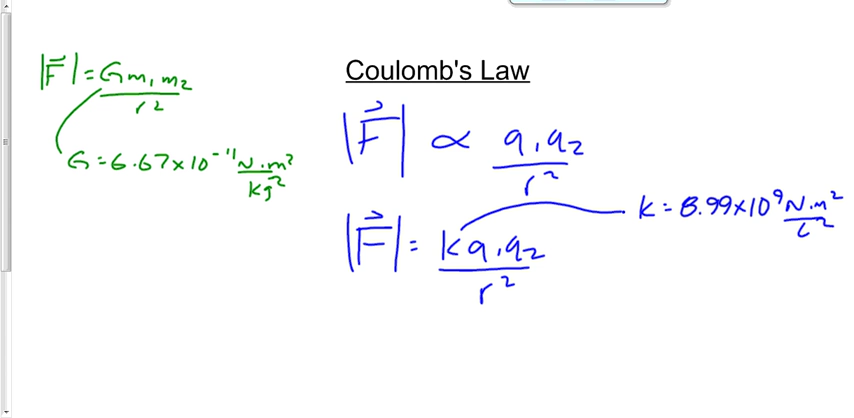 |F⃗| = Gm₁m₂ / r²
G = 6.67 × 10⁻¹¹ N·m² / kg²
Coulomb's Law
|F⃗| ∝ q₁q₂ / r²
|F⃗| = kq₁q₂ / r²
k = 8.99 × 10⁹ N·m² / C²